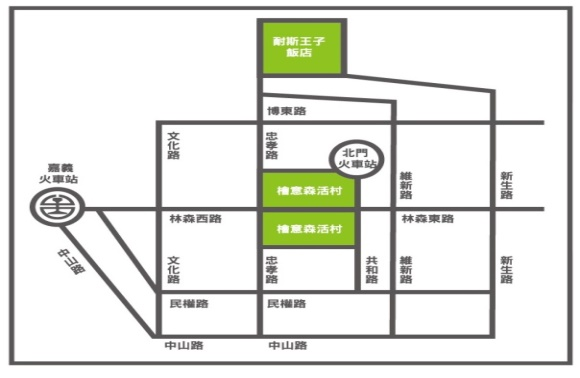 耐斯王子
飯店
博東路
文化路
忠孝路
北門
火車站
維新路
新生路
嘉義
火車站
檜意森活村
林森西路
林森東路
檜意森活村
中山路
文化路
忠孝路
共和路
維新路
新生路
民權路
民權路
中山路
中山路